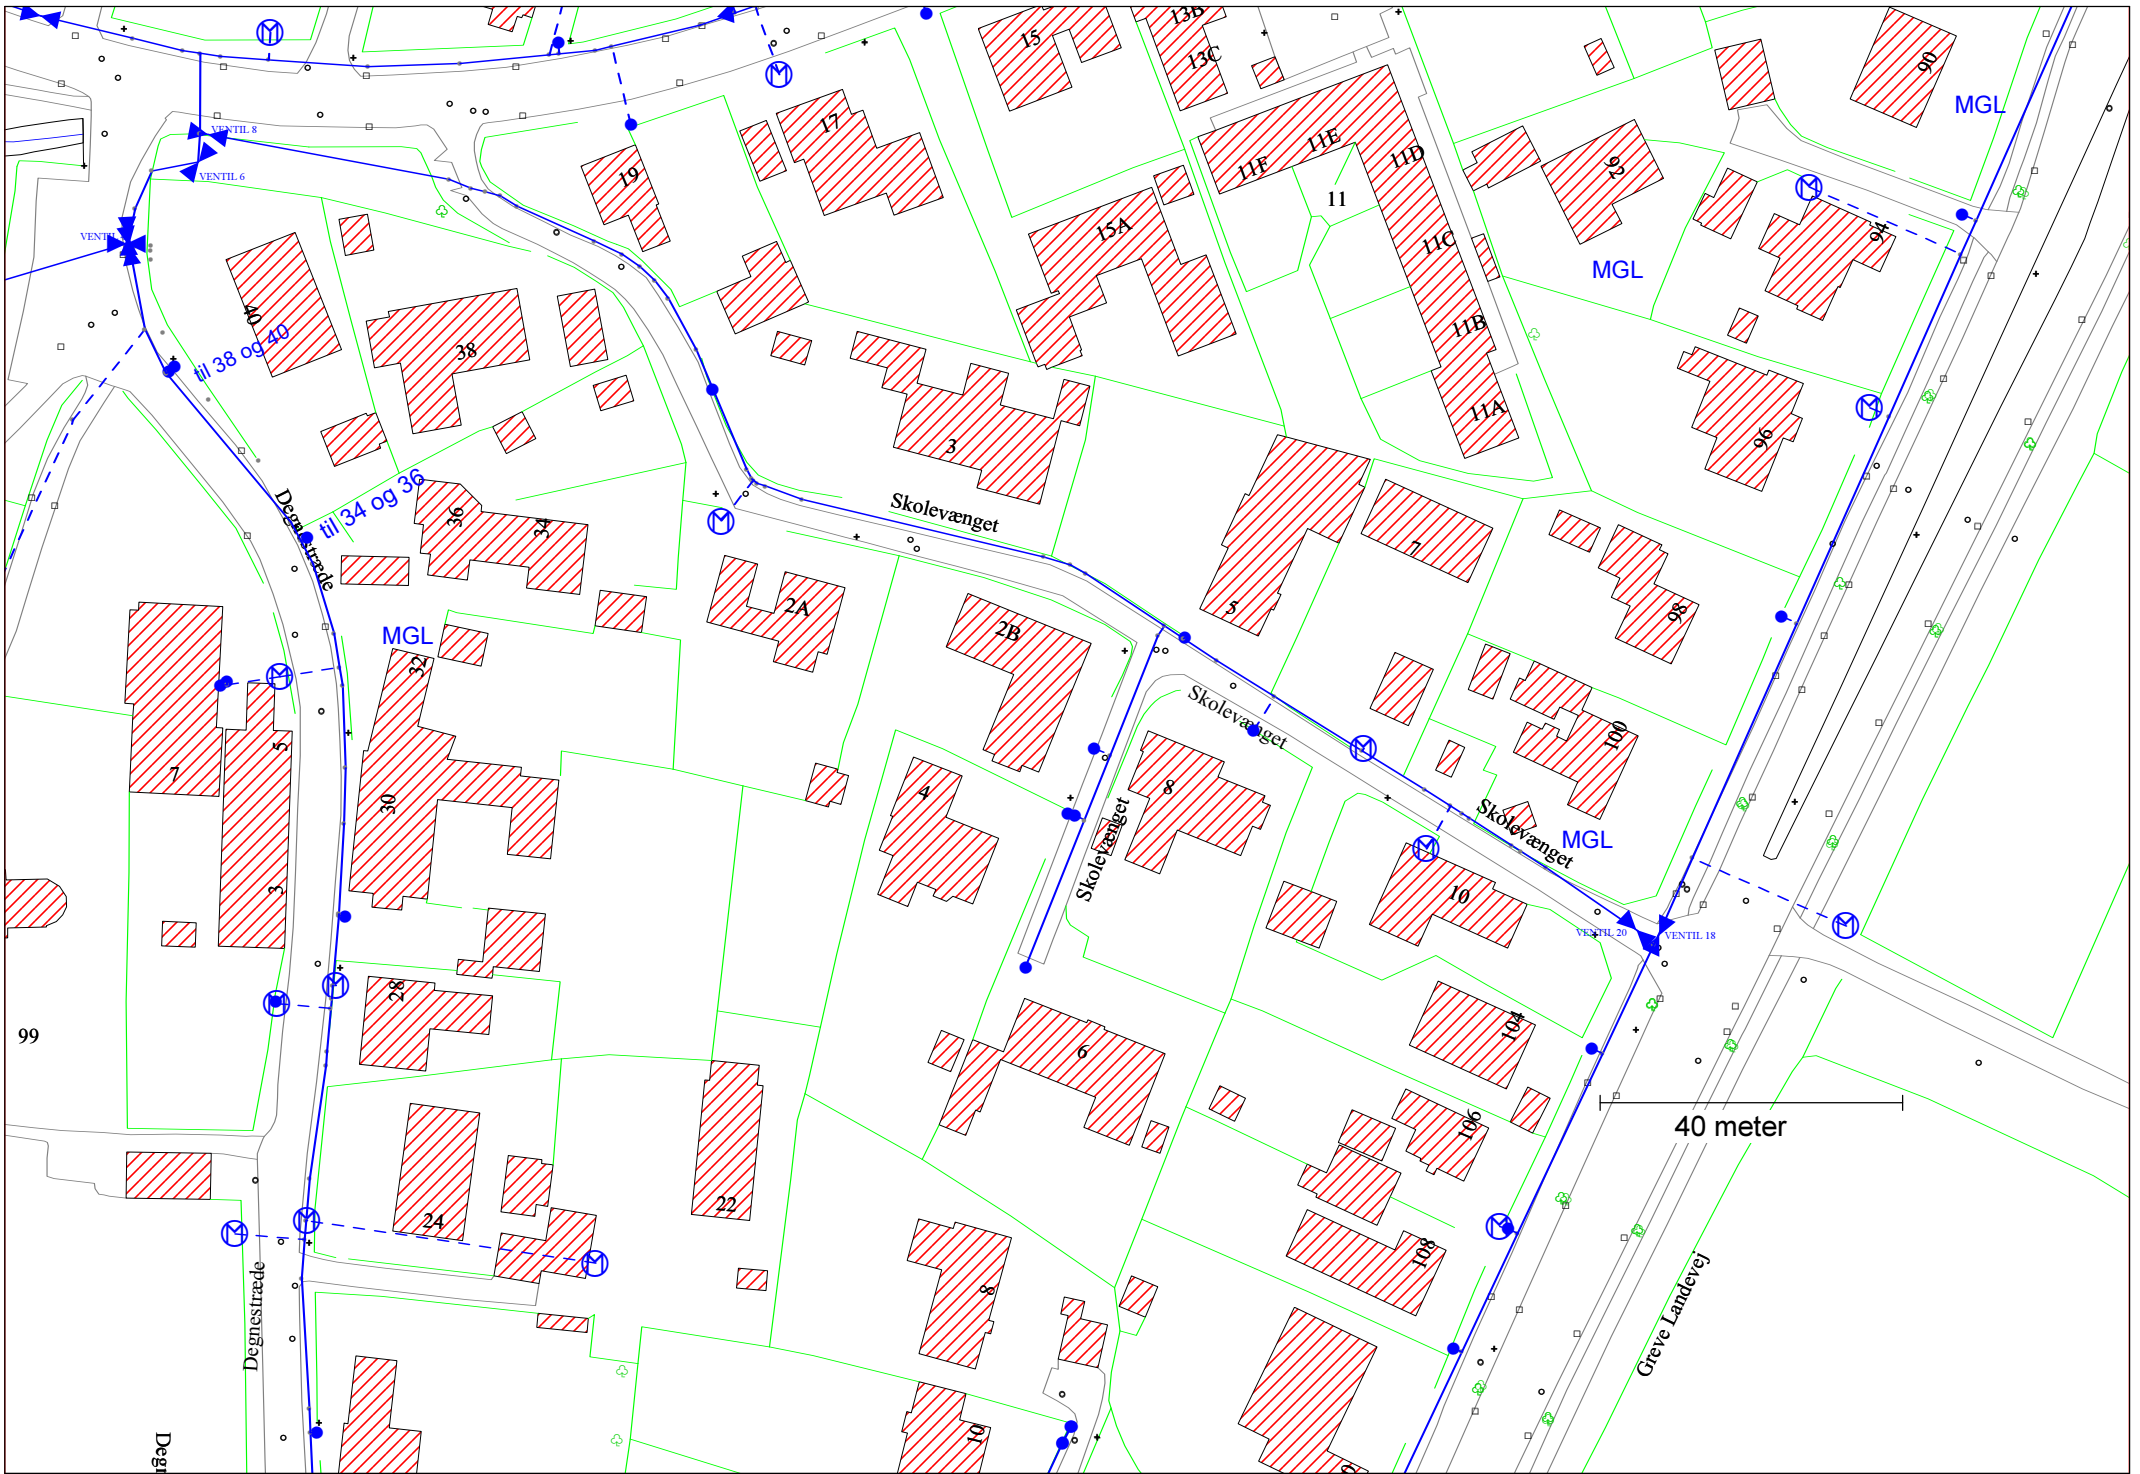 13B
15
13C
90
MGL
17
11E
11D
VENTIL 8
11F
92
VENTIL 6
19
11
15A
94
VENTIL
11C
MGL
40
til 38 og 40
38
11B
11A
3
96
til 34 og 36
Degnestræde
36
34
Skolevænget
7
5
98
2A
2B
MGL
32
Skolevænget
100
7
5
30
4
8
Skolevænget
MGL
Skolevænget
3
10
VENTIL 20
VENTIL 18
28
99
104
6
106
40 meter
22
24
108
8
Degnestræde
Greve Landevej
10
Degn